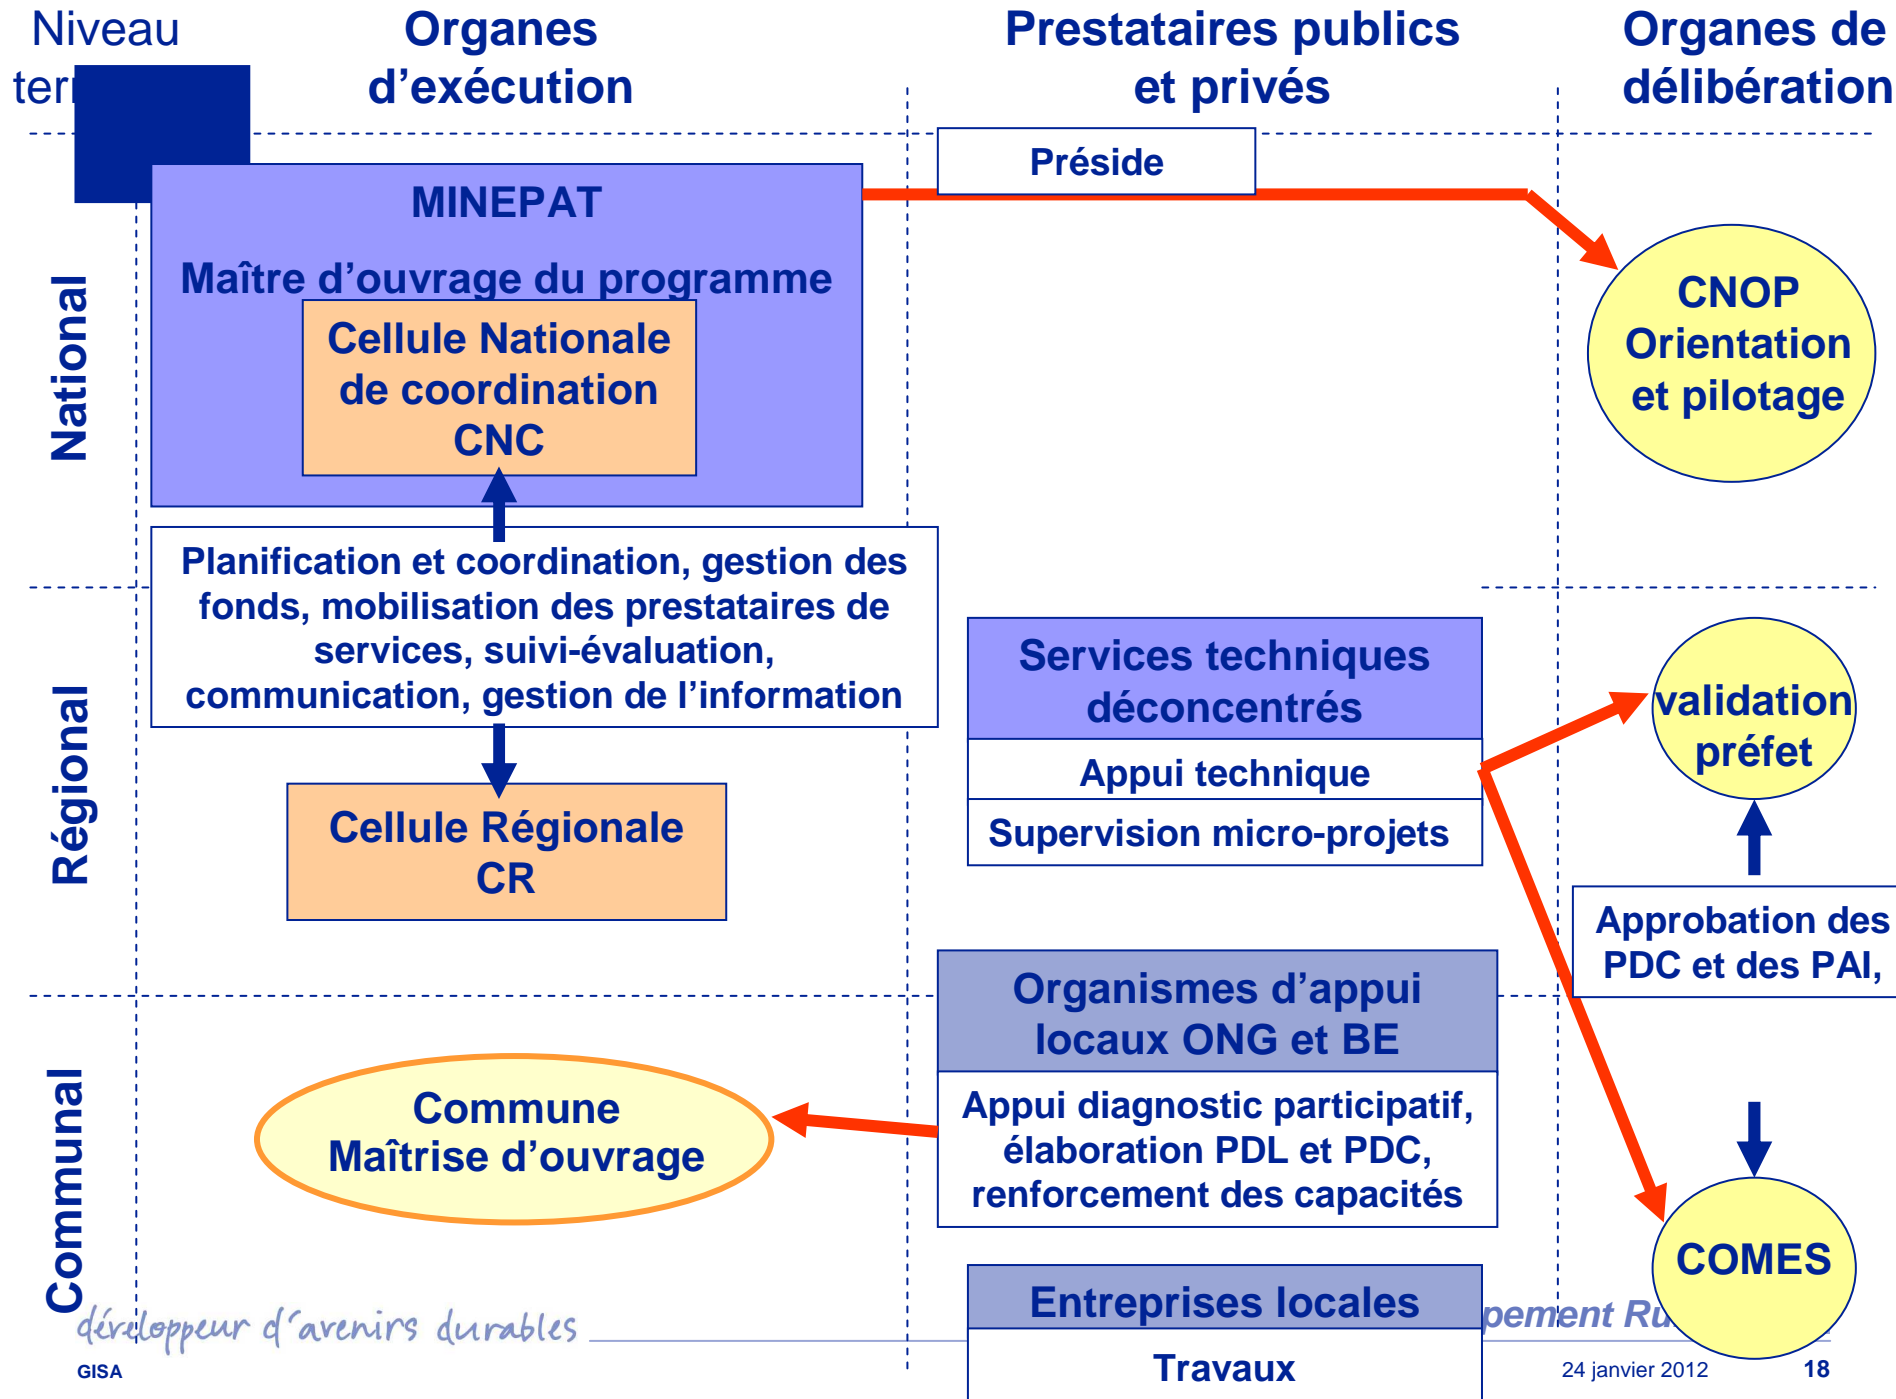 Niveau
Organes
d’exécution
Prestataires publics
et privés
Organes de
délibération
Préside
MINEPAT
Maître d’ouvrage du programme
Cellule Nationale
de coordination
CNC
CNOP
Orientation
et pilotage
National
Planification et coordination, gestion des
fonds, mobilisation des prestataires de
services, suivi-évaluation,
communication, gestion de l’information
Régional
Cellule Régionale
CR
Services techniques
déconcentrés
Appui technique
Supervision micro-projets
validation
préfet
Approbation des
PDC et des PAI,
Communal
Commune
Maîtrise d’ouvrage
Organismes d’appui
locaux ONG et BE
Appui diagnostic participatif,
élaboration PDL et PDC,
renforcement des capacités
Entreprises locales
Travaux
COMES
développeur d’avenirs durables
GISA
24 janvier 2012
18